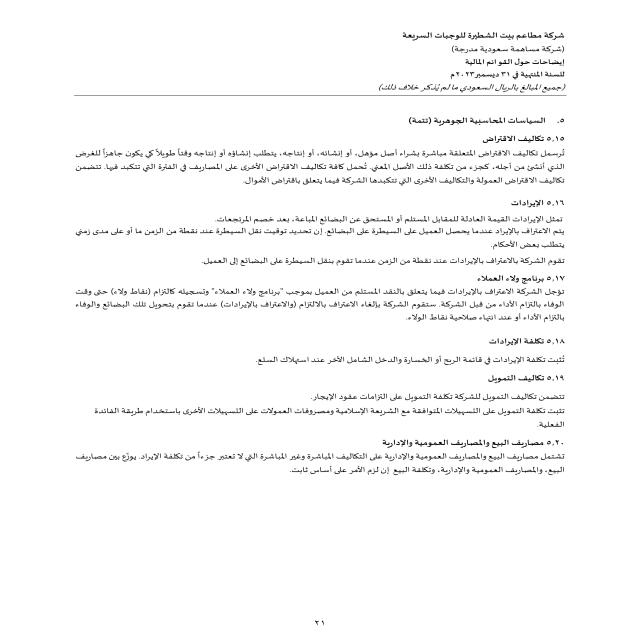 شركة مطاعم بيت الشطيرة للوجبات السريعة
(شركة مساهمة سعودية مدرجة)
إيضاحات حول القوائم المالية
للسنة المنتهية في ٣١ ديسمبر ٢٠٢٣م
(جميع المبالغ بالريال السعودي ما لم يُذكر خلاف ذلك)
٥. السياسات المحاسبية الجوهرية (تتمة)
٥,١٥ تكاليف الاقتراض
تُرسمل تكاليف الاقتراض المتعلقة مباشرة بشراء أصل مؤهل، أو إنشائه، أو إنتاجه، يتطلب إنشاؤه أو إنتاجه وقتاً طويلاً كي يكون جاهزاً للغرض
الذي أنشئ من أجله، كجزء من تكلفة ذلك الأصل المعني. تُحمل كافة تكاليف الاقتراض الأخرى على المصاريف في الفترة التي تتكبد فيها. تتضمن
تكاليف الاقتراض العمولة والتكاليف الأخرى التي تتكبدها الشركة فيما يتعلق باقتراض الأموال.
٥,١٦ الإيرادات
تمثل الإيرادات القيمة العادلة للمقابل المستلم أو المستحق عن البضائع المباعة، بعد خصم المرتجعات.
يتم الاعتراف بالإيراد عندما يحصل العميل على السيطرة على البضائع. إن تحديد توقيت نقل السيطرة عند نقطة من الزمن ما أو على مدى زمني
يتطلب بعض الأحكام.
تقوم الشركة بالاعتراف بالإيرادات عند نقطة من الزمن عندما تقوم بنقل السيطرة على البضائع إلى العميل.
٥,١٧ برنامج ولاء العملاء
تؤجل الشركة الاعتراف بالإيرادات فيما يتعلق بالنقد المستلم من العميل بموجب "برنامج ولاء العملاء" وتسجيله كالتزام (نقاط ولاء) حتى وقت
الوفاء بالتزام الأداء من قبل الشركة. ستقوم الشركة بإلغاء الاعتراف بالالتزام (والاعتراف بالإيرادات) عندما تقوم بتحويل تلك البضائع والوفاء
بالتزام الأداء أو عند انتهاء صلاحية نقاط الولاء.
٥,١٨ تكلفة الإيرادات
تُثبت تكلفة الإيرادات في قائمة الربح أو الخسارة والدخل الشامل الآخر عند استهلاك السلع.
٥,١٩ تكاليف التمويل
تتضمن تكاليف التمويل للشركة تكلفة التمويل على التزامات عقود الإيجار.
تثبت تكلفة التمويل على التسهيلات المتوافقة مع الشريعة الإسلامية ومصروفات العمولات على التسهيلات الأخرى باستخدام طريقة الفائدة
الفعلية.
٥,٢٠ مصاريف البيع والمصاريف العمومية والإدارية
تشتمل مصاريف البيع والمصاريف العمومية والإدارية على التكاليف المباشرة وغير المباشرة التي لا تعتبر جزءاً من تكلفة الإيراد. يوزّع بين مصاريف
البيع، والمصاريف العمومية والإدارية، وتكلفة البيع إن لزم الأمر على أساس ثابت.
٢١